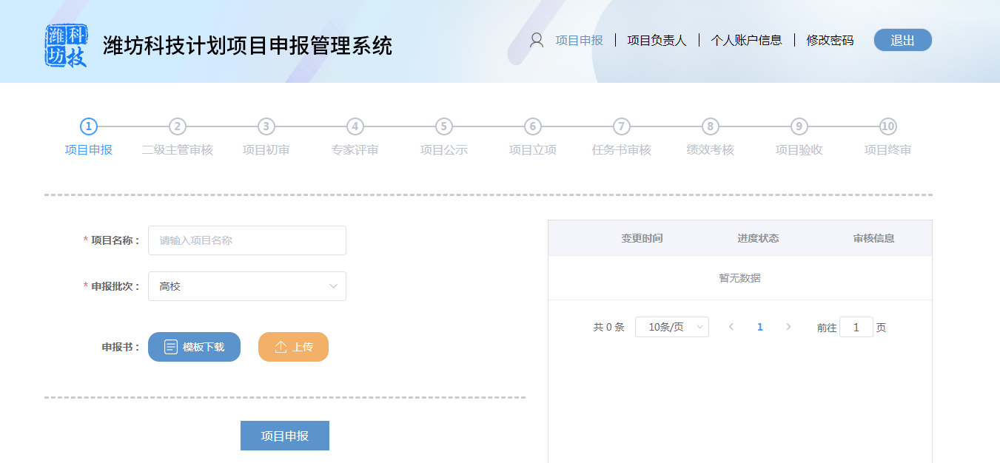 潍科坊技
潍坊科技计划项目申报管理系统
项目申报 项目负责人 个人账户信息 修改密码 退出
1 2 3 4 5 6 7 8 9 10
项目申报 二级主管审核 项目初审 专家评审 项目公示 项目立项 任务书审核 绩效考核 项目验收 项目终审
* 项目名称： 请输入项目名称
* 申报批次： 高校
申报书： 模板下载 上传
项目申报
变更时间 进度状态 审核信息
暂无数据
共 0 条 10条/页 1 前往 1 页